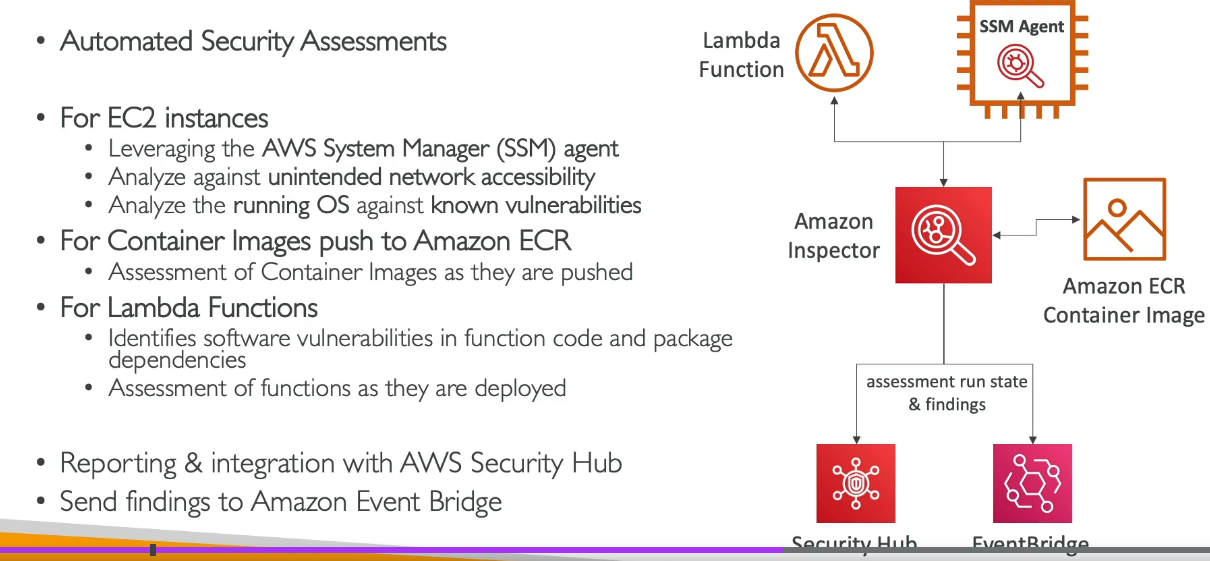 • Automated Security Assessments
• For EC2 instances
• Leveraging the AWS System Manager (SSM) agent
• Analyze against unintended network accessibility
• Analyze the running OS against known vulnerabilities
• For Container Images push to Amazon ECR
• Assessment of Container Images as they are pushed
• For Lambda Functions
• Identifies software vulnerabilities in function code and package
dependencies
• Assessment of functions as they are deployed
• Reporting & integration with AWS Security Hub
• Send findings to Amazon Event Bridge
Lambda
Function
SSM Agent
Amazon
Inspector
Amazon ECR
Container Image
assessment run state
& findings
Security Hub
EventBridge